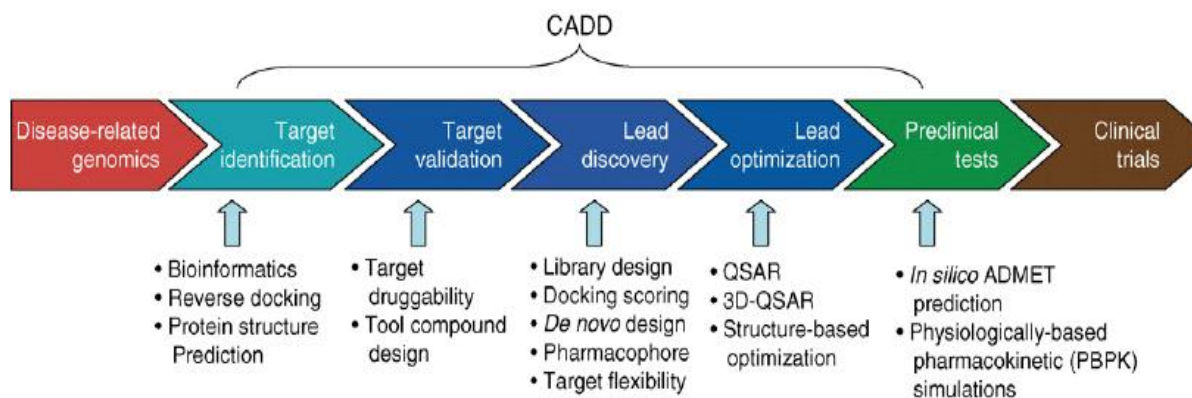 CADD
Disease-related
genomics
Target
identification
Target
validation
Lead
discovery
Lead
optimization
Preclinical
tests
Clinical
trials
• Bioinformatics
• Reverse docking
• Protein structure
Prediction
• Target
druggability
• Tool compound
design
• Library design
• Docking scoring
• De novo design
• Pharmacophore
• Target flexibility
• QSAR
• 3D-QSAR
• Structure-based
optimization
• In silico ADMET
prediction
• Physiologically-based
pharmacokinetic (PBPK)
simulations